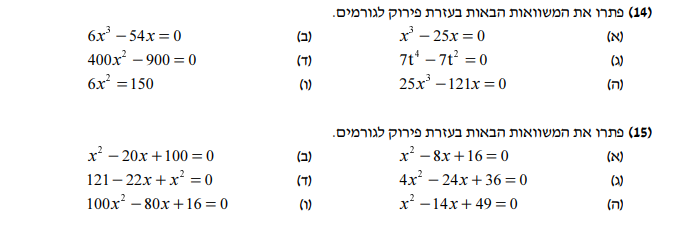 (14) פתרו את המשוואות הבאות בעזרת פירוק לגורמים.
(א) x³ − 25x = 0 (ב) 6x³ − 54x = 0
(ג) 7t⁴ − 7t² = 0 (ד) 400x² − 900 = 0
(ה) 25x³ − 121x = 0 (ו) 6x² = 150
(15) פתרו את המשוואות הבאות בעזרת פירוק לגורמים.
(א) x² − 8x + 16 = 0 (ב) x² − 20x + 100 = 0
(ג) 4x² − 24x + 36 = 0 (ד) 121 − 22x + x² = 0
(ה) x² − 14x + 49 = 0 (ו) 100x² − 80x + 16 = 0